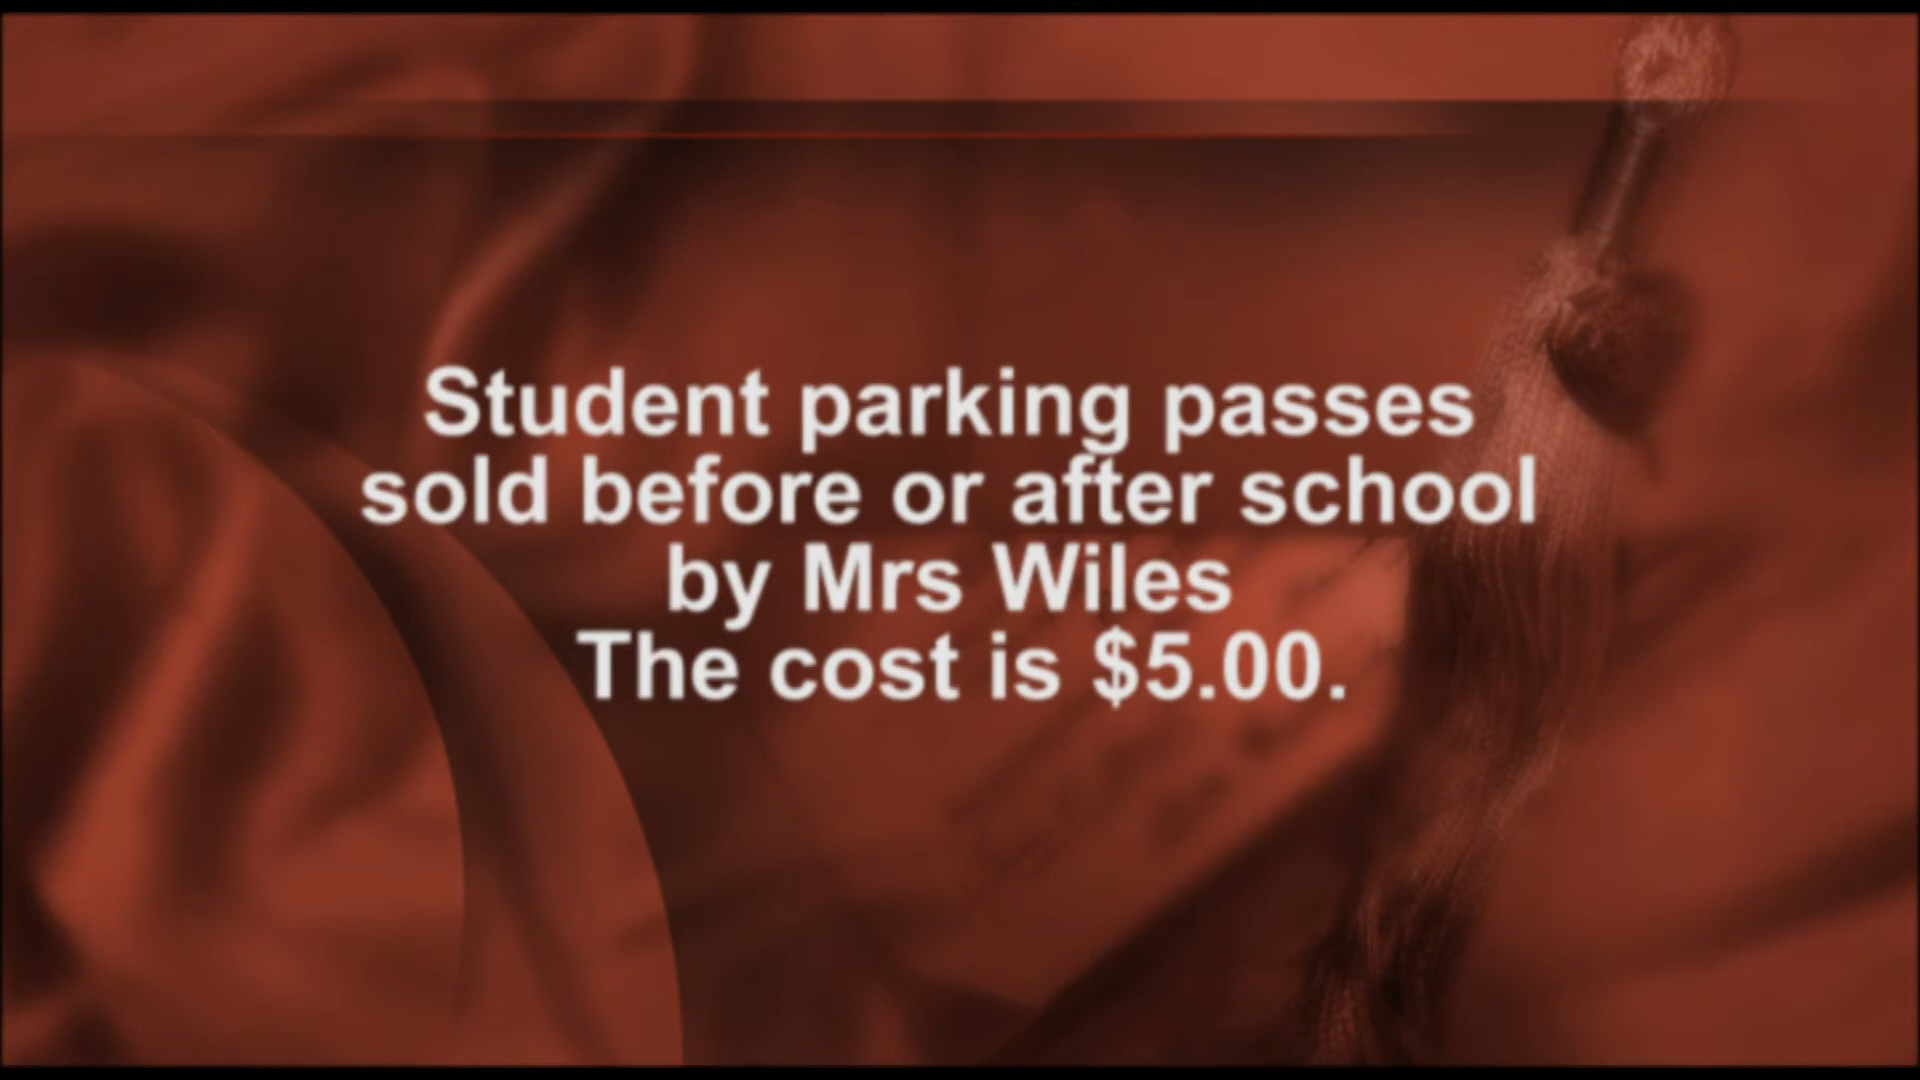 Student parking passes
sold before or after school
by Mrs Wiles
The cost is $5.00.